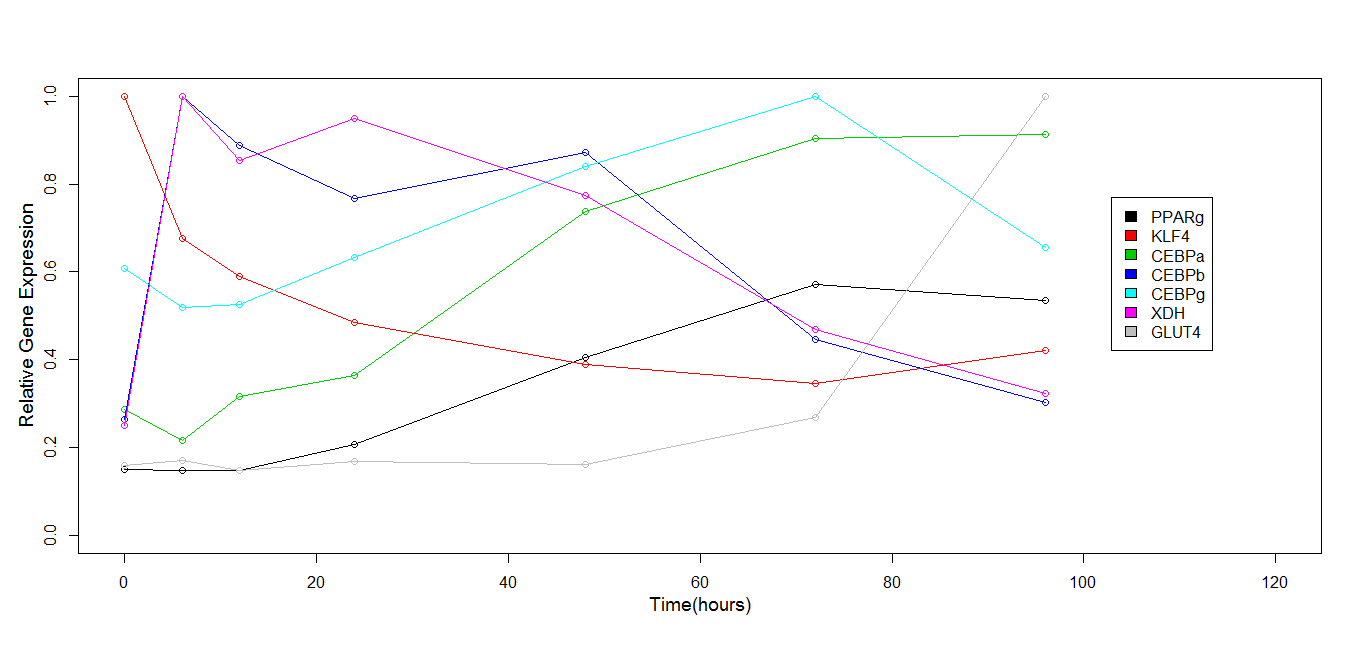 1.0
0.8
0.6
0.4
0.2
0.0
Relative Gene Expression
PPARg
KLF4
CEBPa
CEBPb
CEBPg
XDH
GLUT4
0 20 40 60 80 100 120
Time(hours)